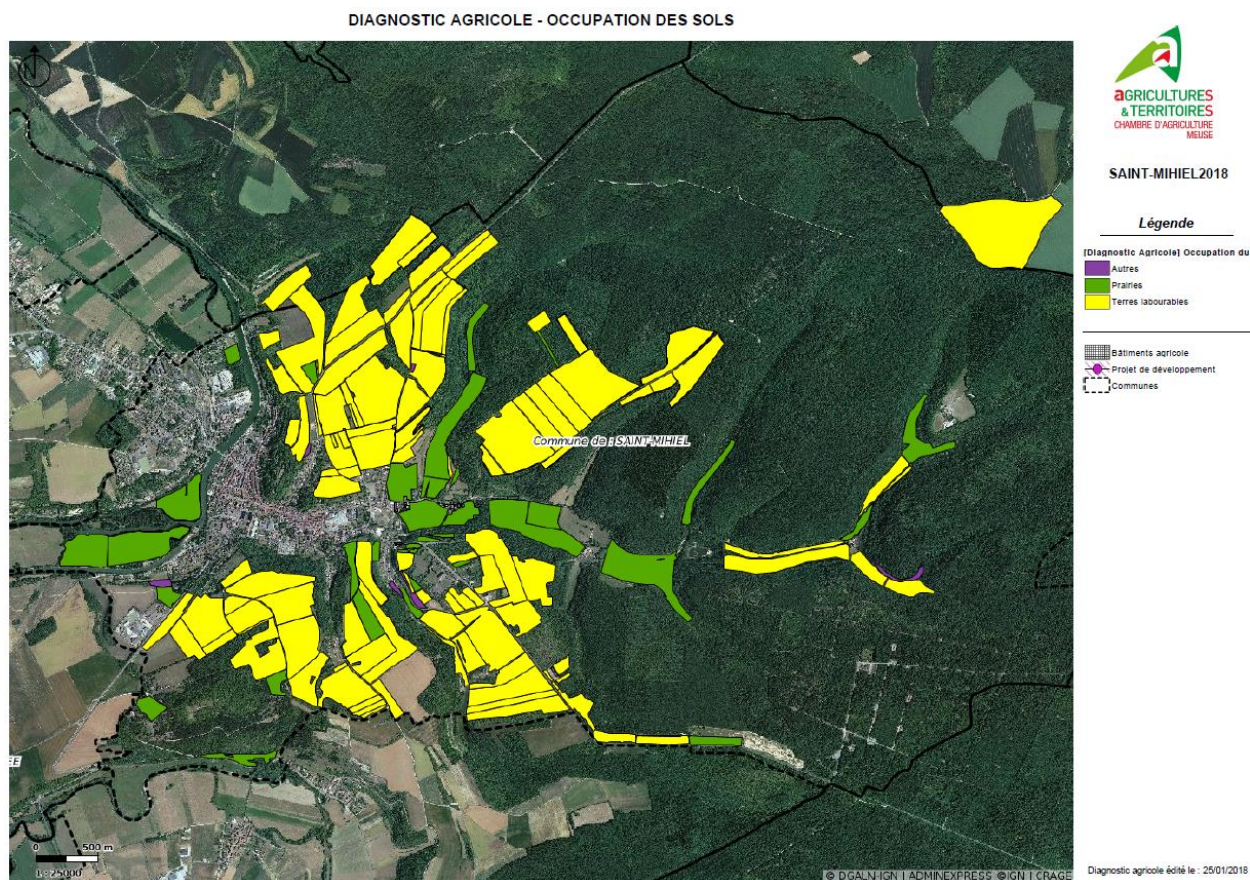 DIAGNOSTIC AGRICOLE - OCCUPATION DES SOLS
N
aGRICULTURES
& TERRITOIRES
CHAMBRE D'AGRICULTURE
MEUSE
SAINT-MIHIEL2018
Légende
[Diagnostic Agricole] Occupation du
Autres
Prairies
Terres labourables
Bâtiments agricole
Projet de développement
Communes
Commune de : SAINT-MIHIEL
EE
0 500 m
1 : 25000
© DGALN-IGN | ADMINEXPRESS ©IGN | CRAGE
Diagnostic agricole édité le : 25/01/2018